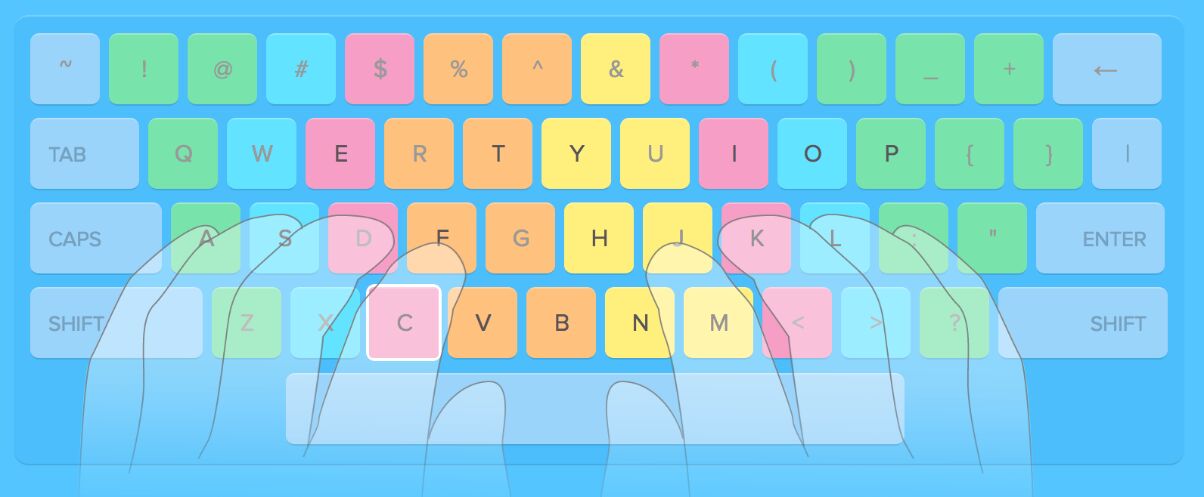 ~ ! @ # $ % ^ & * ( ) _ + ←
TAB Q W E R T Y U I O P { } |
CAPS A S D F G H J K L : " ENTER
SHIFT Z X C V B N M < > ? SHIFT